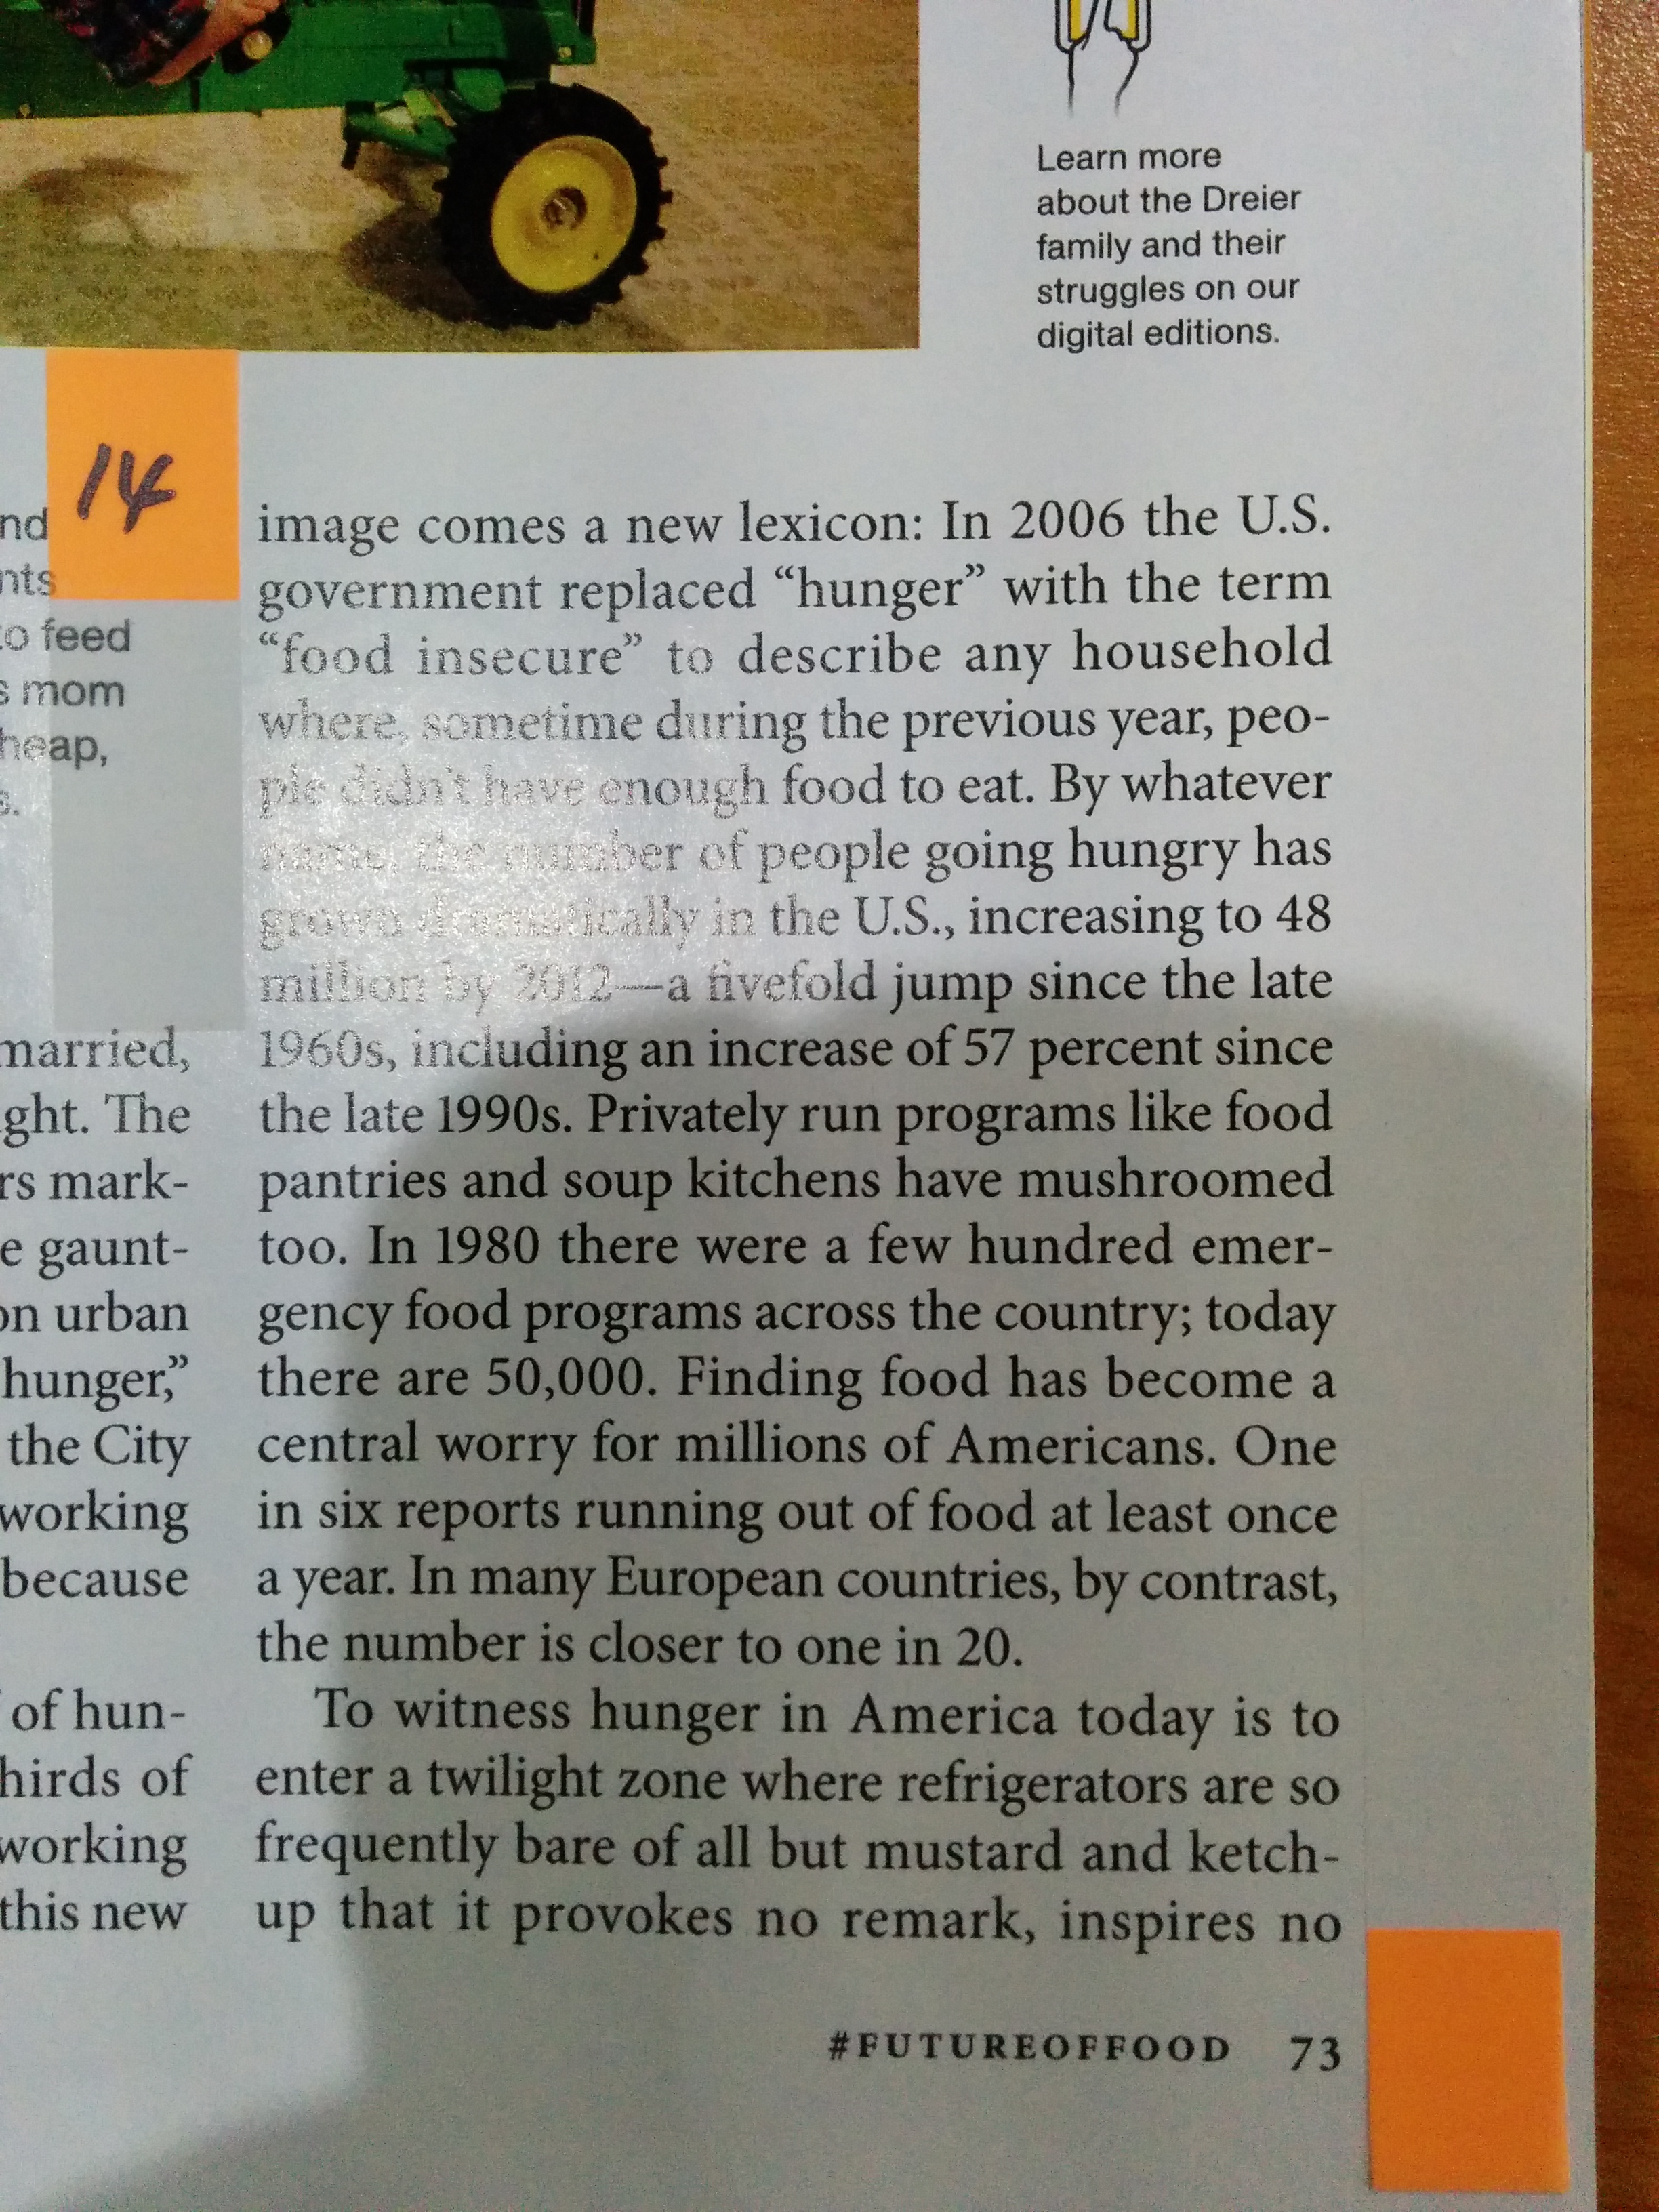 Learn more
about the Dreier
family and their
struggles on our
digital editions.
14
nd
nts
to feed
s mom
heap,
s.
married,
ght. The
rs mark-
e gaunt-
on urban
hunger,”
the City
working
because
of hun-
hirds of
working
this new
image comes a new lexicon: In 2006 the U.S.
government replaced “hunger” with the term
“food insecure” to describe any household
where, sometime during the previous year, peo-
ple didn’t have enough food to eat. By whatever
name, the number of people going hungry has
grown dramatically in the U.S., increasing to 48
million by 2012—a fivefold jump since the late
1960s, including an increase of 57 percent since
the late 1990s. Privately run programs like food
pantries and soup kitchens have mushroomed
too. In 1980 there were a few hundred emer-
gency food programs across the country; today
there are 50,000. Finding food has become a
central worry for millions of Americans. One
in six reports running out of food at least once
a year. In many European countries, by contrast,
the number is closer to one in 20.
To witness hunger in America today is to
enter a twilight zone where refrigerators are so
frequently bare of all but mustard and ketch-
up that it provokes no remark, inspires no
#FUTUREOFFOOD 73